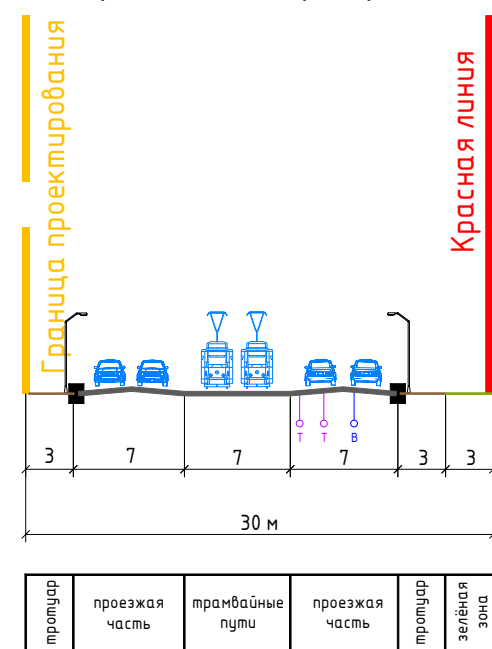 Граница проектирования
Красная линия
Т Т В
3 7 7 7 3 3
30 м
тротуар
проезжая
часть
трамвайные
пути
проезжая
часть
тротуар
зелёная
зона